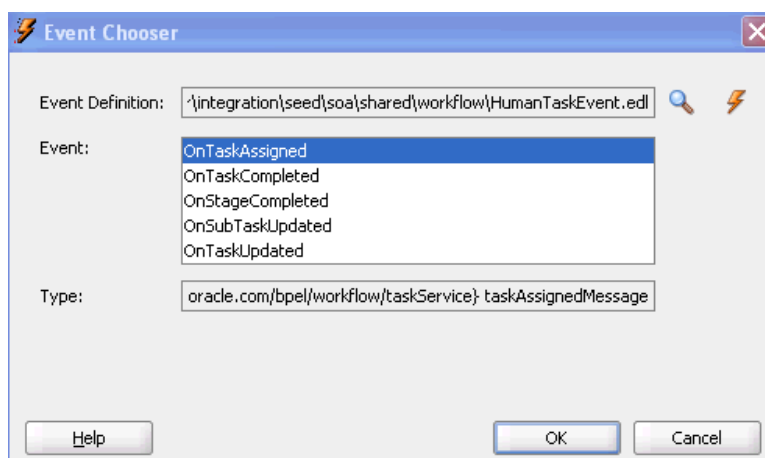 Event Chooser
Event Definition: \integration\seed\soa\shared\workflow\HumanTaskEvent.edl
Event:
OnTaskAssigned
OnTaskCompleted
OnStageCompleted
OnSubTaskUpdated
OnTaskUpdated
Type: oracle.com/bpel/workflow/taskService} taskAssignedMessage
Help OK Cancel